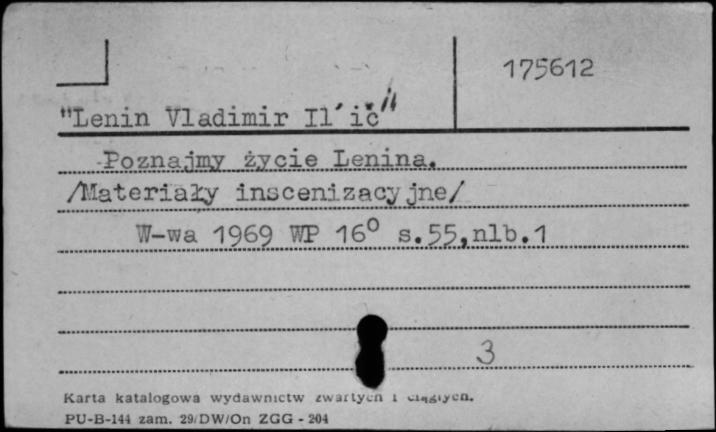 175612
"Lenin Vladimir Il´ič"
Poznajmy życie Lenina.
/Materiały inscenizacyjne/
W-wa 1969 WP 16° s.55,nlb.1
3
Karta katalogowa wydawnictw zwartych i ciągłych.
PU-B-144 zam. 29/DW/On ZGG - 204